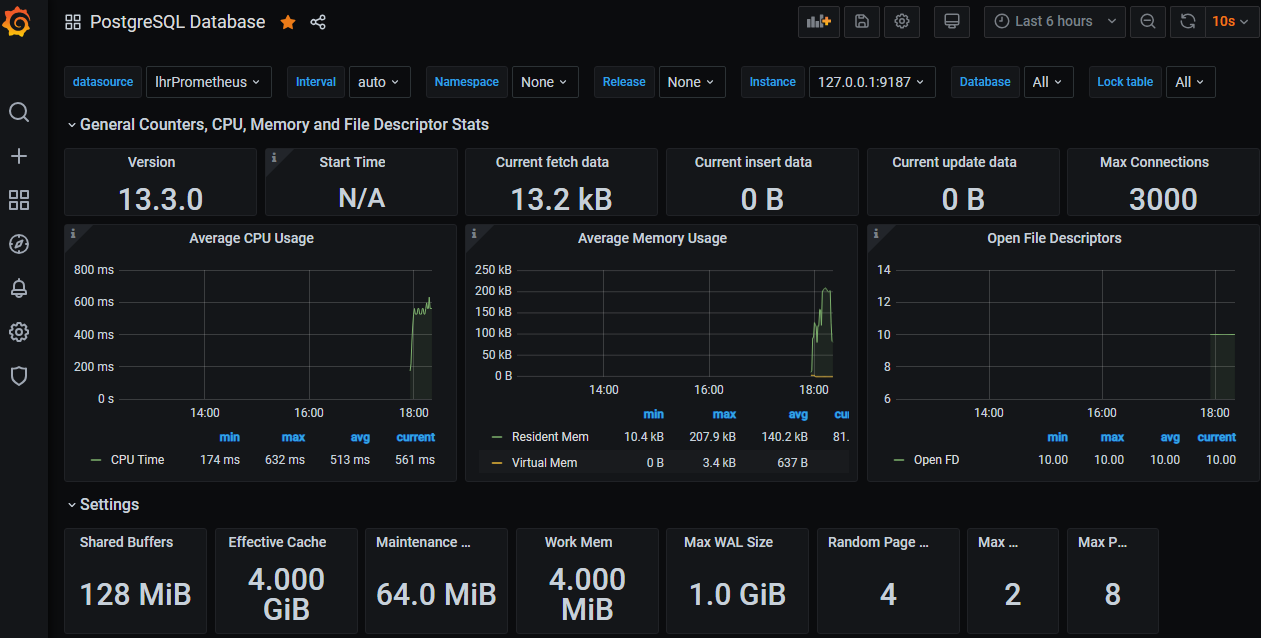 PostgreSQL Database
Last 6 hours
10s
datasource lhrPrometheus Interval auto Namespace None Release None Instance 127.0.0.1:9187 Database All Lock table All
General Counters, CPU, Memory and File Descriptor Stats
Version
13.3.0
Start Time
N/A
Current fetch data
13.2 kB
Current insert data
0 B
Current update data
0 B
Max Connections
3000
Average CPU Usage
800 ms
600 ms
400 ms
200 ms
0 s
14:00 16:00 18:00
min max avg current
CPU Time 174 ms 632 ms 513 ms 561 ms
Average Memory Usage
250 kB
200 kB
150 kB
100 kB
50 kB
0 B
14:00 16:00 18:00
min max avg cu
Resident Mem 10.4 kB 207.9 kB 140.2 kB 81.
Virtual Mem 0 B 3.4 kB 637 B
Open File Descriptors
14
12
10
8
6
14:00 16:00 18:00
min max avg current
Open FD 10.00 10.00 10.00 10.00
Settings
Shared Buffers
128 MiB
Effective Cache
4.000
GiB
Maintenance ...
64.0 MiB
Work Mem
4.000
MiB
Max WAL Size
1.0 GiB
Random Page ...
4
Max ...
2
Max P...
8